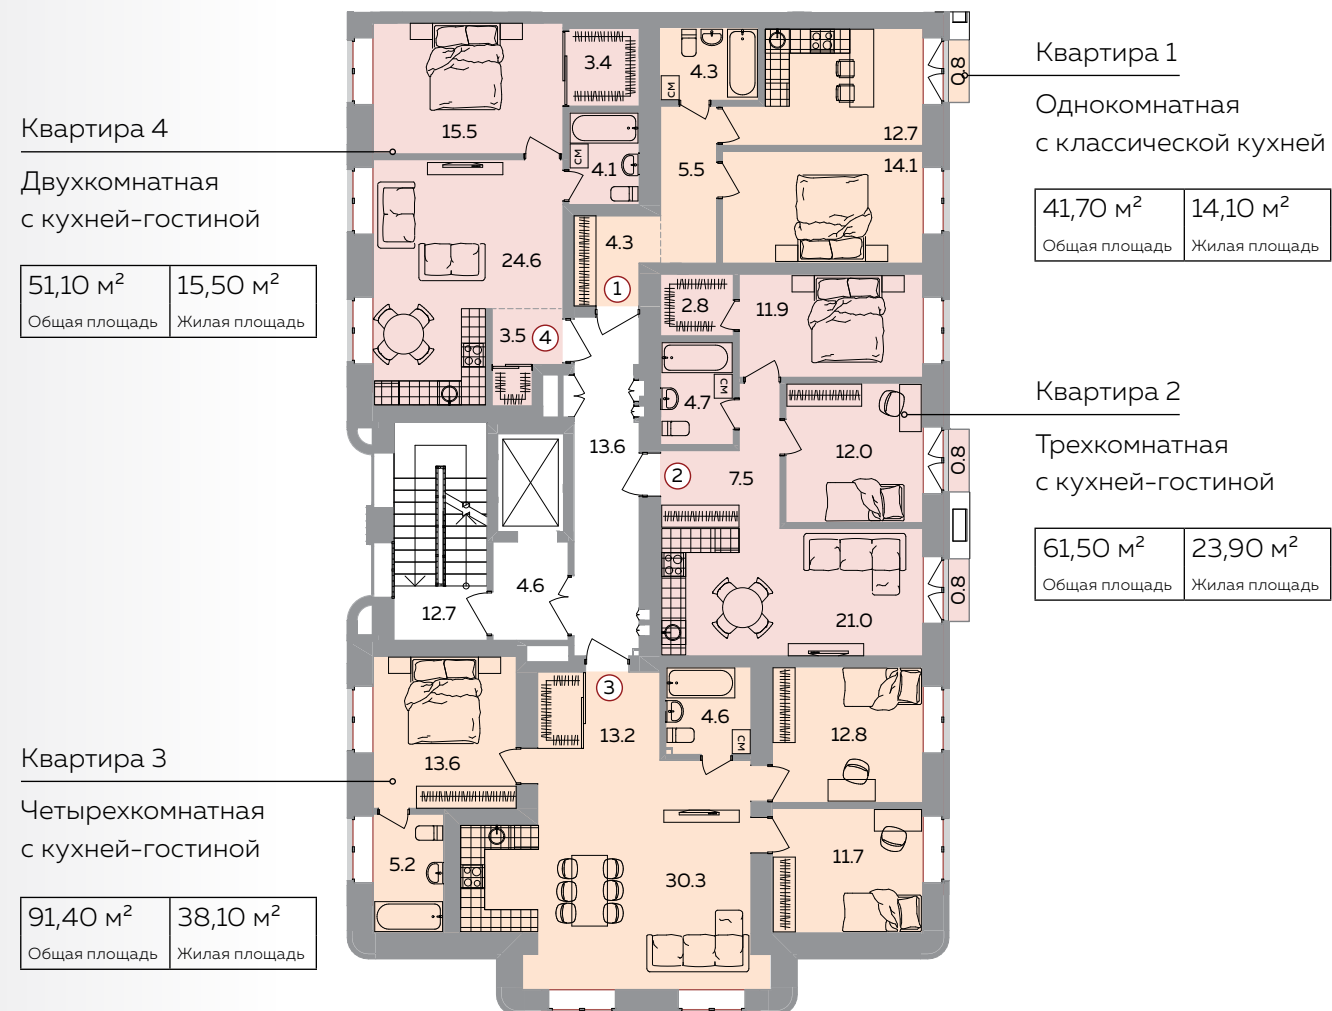 Квартира 4
Двухкомнатная
с кухней-гостиной
51,10 м² 15,50 м²
Общая площадь Жилая площадь
Квартира 3
Четырехкомнатная
с кухней-гостиной
91,40 м² 38,10 м²
Общая площадь Жилая площадь
15.5
3.4
4.1
СМ
24.6
3.5
4
4.3
1
4.3
СМ
5.5
12.7
14.1
0.8
2.8
11.9
4.7
СМ
12.0
7.5
2
21.0
0.8
0.8
13.6
4.6
12.7
3
13.2
4.6
СМ
12.8
13.6
5.2
30.3
11.7
Квартира 1
Однокомнатная
с классической кухней
41,70 м² 14,10 м²
Общая площадь Жилая площадь
Квартира 2
Трехкомнатная
с кухней-гостиной
61,50 м² 23,90 м²
Общая площадь Жилая площадь